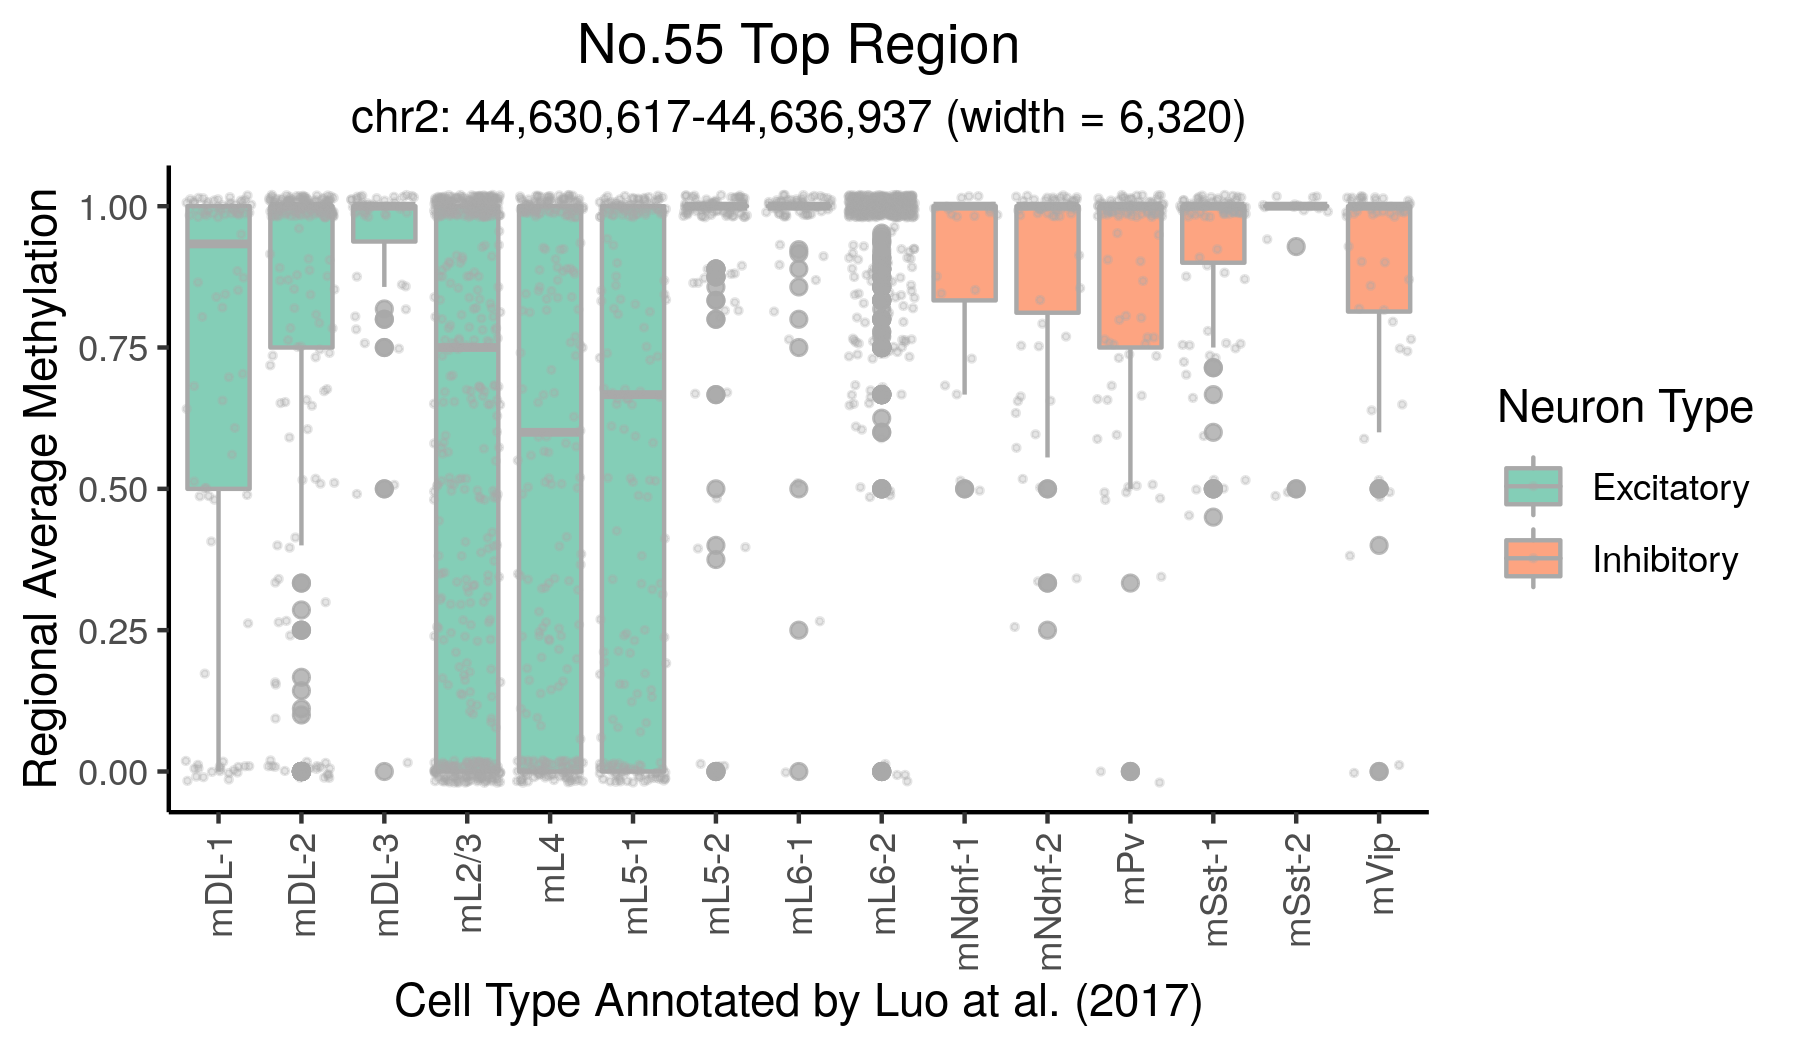 No.55 Top Region
chr2: 44,630,617-44,636,937 (width = 6,320)
Regional Average Methylation
1.00
0.75
0.50
0.25
0.00
mDL-1
mDL-2
mDL-3
mL2/3
mL4
mL5-1
mL5-2
mL6-1
mL6-2
mNdnf-1
mNdnf-2
mPv
mSst-1
mSst-2
mVip
Cell Type Annotated by Luo at al. (2017)
Neuron Type
Excitatory
Inhibitory